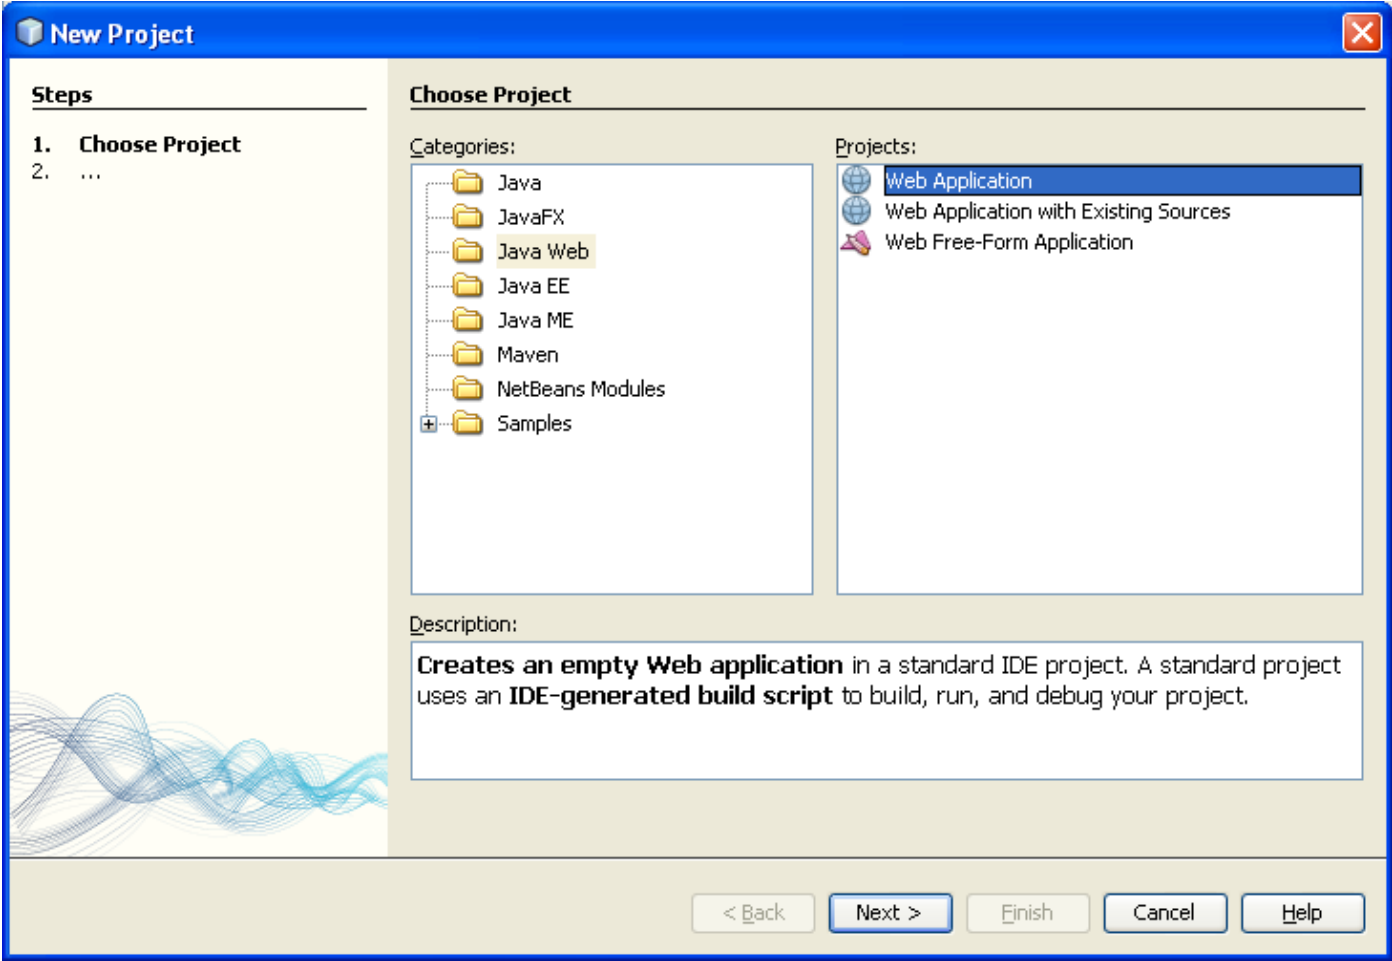 New Project
Steps
1. Choose Project
2. ...
Choose Project
Categories:
Java
JavaFX
Java Web
Java EE
Java ME
Maven
NetBeans Modules
Samples
Projects:
Web Application
Web Application with Existing Sources
Web Free-Form Application
Description:
Creates an empty Web application in a standard IDE project. A standard project
uses an IDE-generated build script to build, run, and debug your project.
< Back
Next >
Finish
Cancel
Help